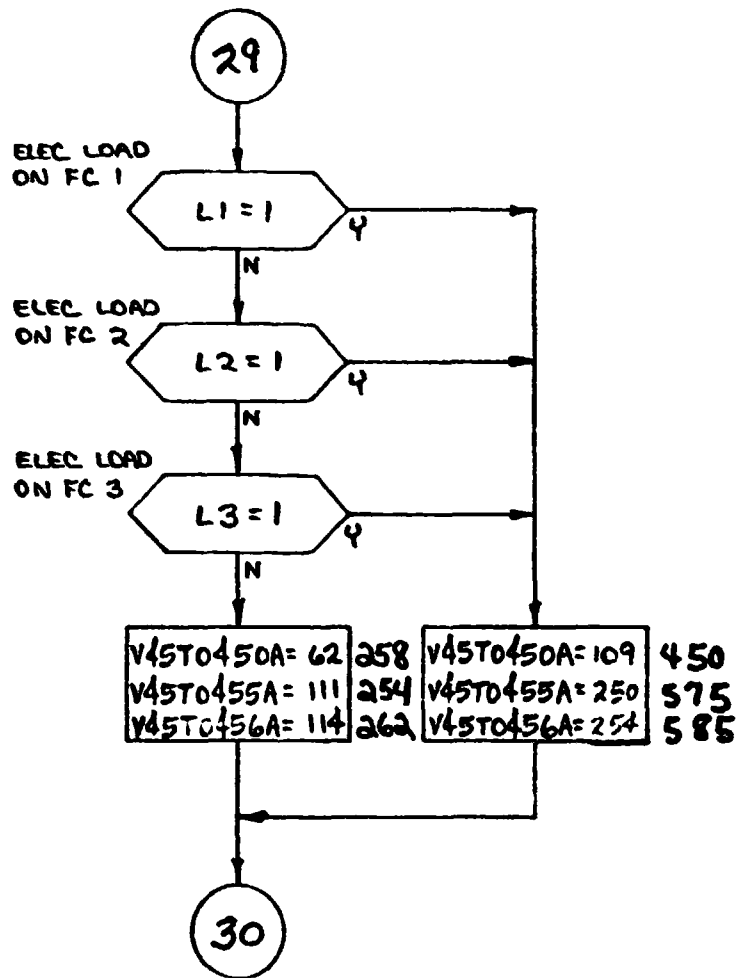 29
ELEC LOAD
ON FC 1
L1 = 1
Y
N
ELEC LOAD
ON FC 2
L2 = 1
Y
N
ELEC LOAD
ON FC 3
L3 = 1
Y
N
V45T0450A= 62 258
V45T0455A= 111 254
V45T0456A= 114 262
V45T0450A= 109 450
V45T0455A= 250 575
V45T0456A= 254 585
30